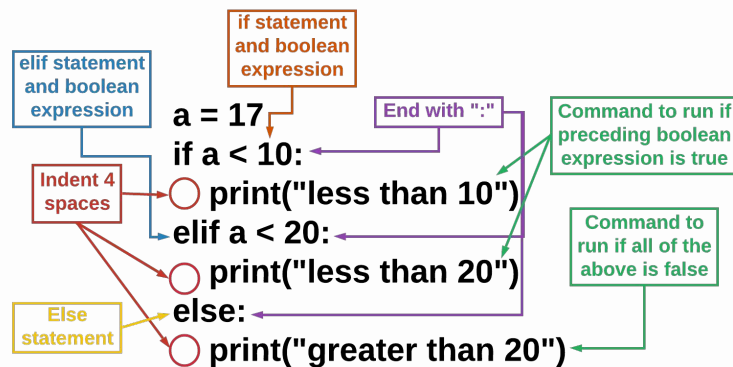 if statement
and boolean
expression
elif statement
and boolean
expression
a = 17
End with ":"
Command to run if
preceding boolean
expression is true
if a < 10:
Indent 4
spaces
print("less than 10")
elif a < 20:
Command to
run if all of the
above is false
print("less than 20")
Else
statement
else:
print("greater than 20")